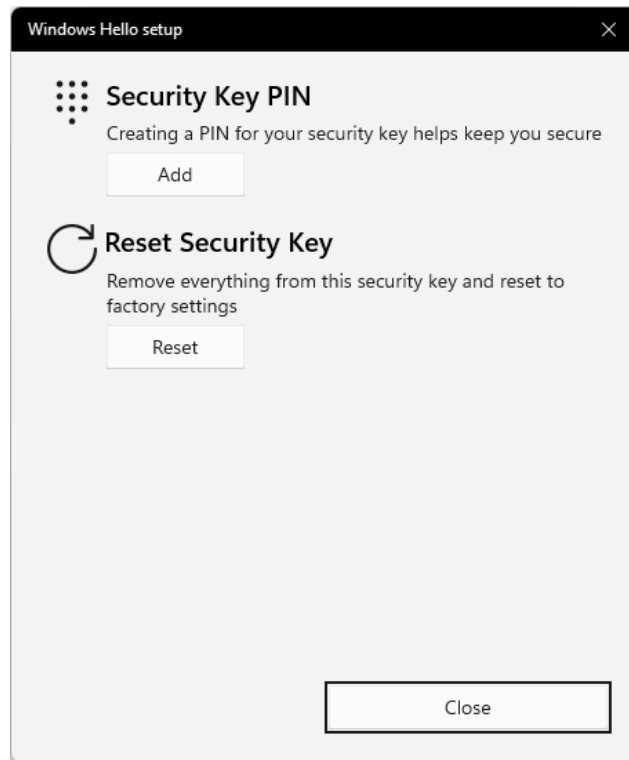 Windows Hello setup
Security Key PIN
Creating a PIN for your security key helps keep you secure
Add
Reset Security Key
Remove everything from this security key and reset to
factory settings
Reset
Close